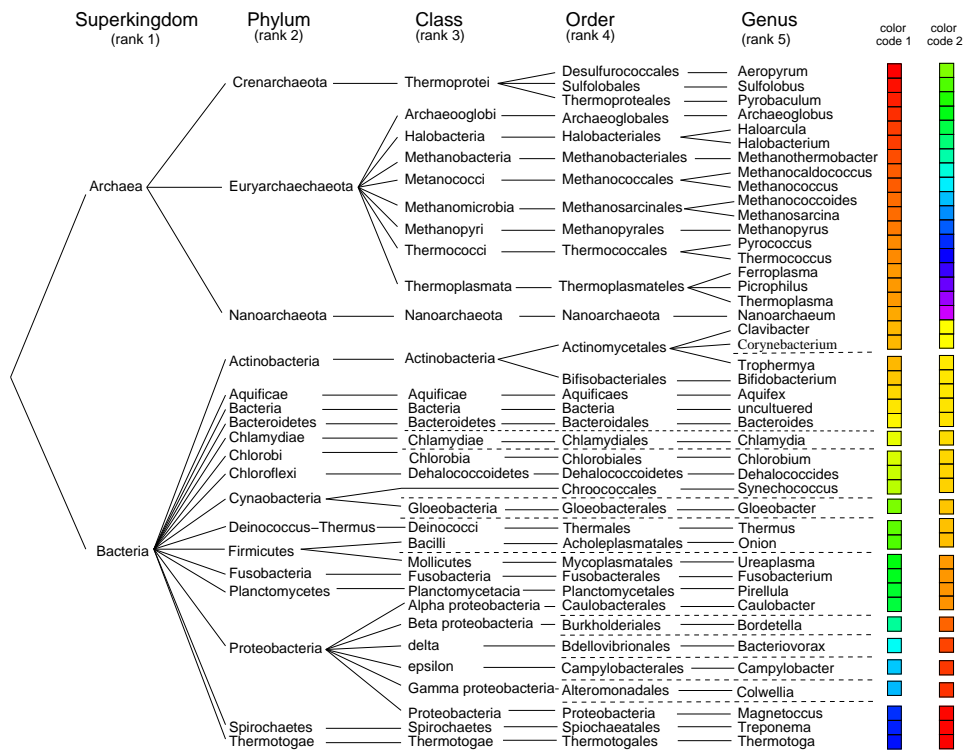 Superkingdom Phylum Class Order Genus color color
(rank 1) (rank 2) (rank 3) (rank 4) (rank 5) code 1 code 2
Desulfurococcales Aeropyrum
Crenarchaeota Thermoprotei Sulfolobales Sulfolobus
Thermoproteales Pyrobaculum
Archaeooglobi Archaeoglobales Archaeoglobus
Haloarcula
Halobacteria Halobacteriales Halobacterium
Methanobacteria Methanobacteriales Methanothermobacter
Methanocaldococcus
Archaea Euryarchaechaeota Metanococci Methanococcales Methanococcus
Methanococcoides
Methanomicrobia Methanosarcinales Methanosarcina
Methanopyri Methanopyrales Methanopyrus
Pyrococcus
Thermococci Thermococcales Thermococcus
Ferroplasma
Thermoplasmata Thermoplasmateles Picrophilus
Thermoplasma
Nanoarchaeota Nanoarchaeota Nanoarchaeota Nanoarchaeum
Clavibacter
Actinomycetales Corynebacterium
Actinobacteria Actinobacteria Trophermya
Bifisobacteriales Bifidobacterium
Aquificae Aquificae Aquificaes Aquifex
Bacteria Bacteria Bacteria uncultuered
Bacteroidetes Bacteroidetes Bacteroidales Bacteroides
Chlamydiae Chlamydiae Chlamydiales Chlamydia
Chlorobi Chlorobia Chlorobiales Chlorobium
Chloroflexi Dehalococcoidetes Dehalococcoidetes Dehalococcides
Chroococcales Synechococcus
Cynaobacteria Gloeobacteria Gloeobacterales Gloeobacter
Deinococcus–Thermus Deinococci Thermales Thermus
Bacteria Firmicutes Bacilli Acholeplasmatales Onion
Mollicutes Mycoplasmatales Ureaplasma
Fusobacteria Fusobacteria Fusobacterales Fusobacterium
Planctomycetes Planctomycetacia Planctomycetales Pirellula
Alpha proteobacteria Caulobacterales Caulobacter
Beta proteobacteria Burkholderiales Bordetella
Proteobacteria delta Bdellovibrionales Bacteriovorax
epsilon Campylobacterales Campylobacter
Gamma proteobacteria Alteromonadales Colwellia
Proteobacteria Proteobacteria Magnetoccus
Spirochaetes Spirochaetes Spiochaeatales Treponema
Thermotogae Thermotogae Thermotogales Thermotoga